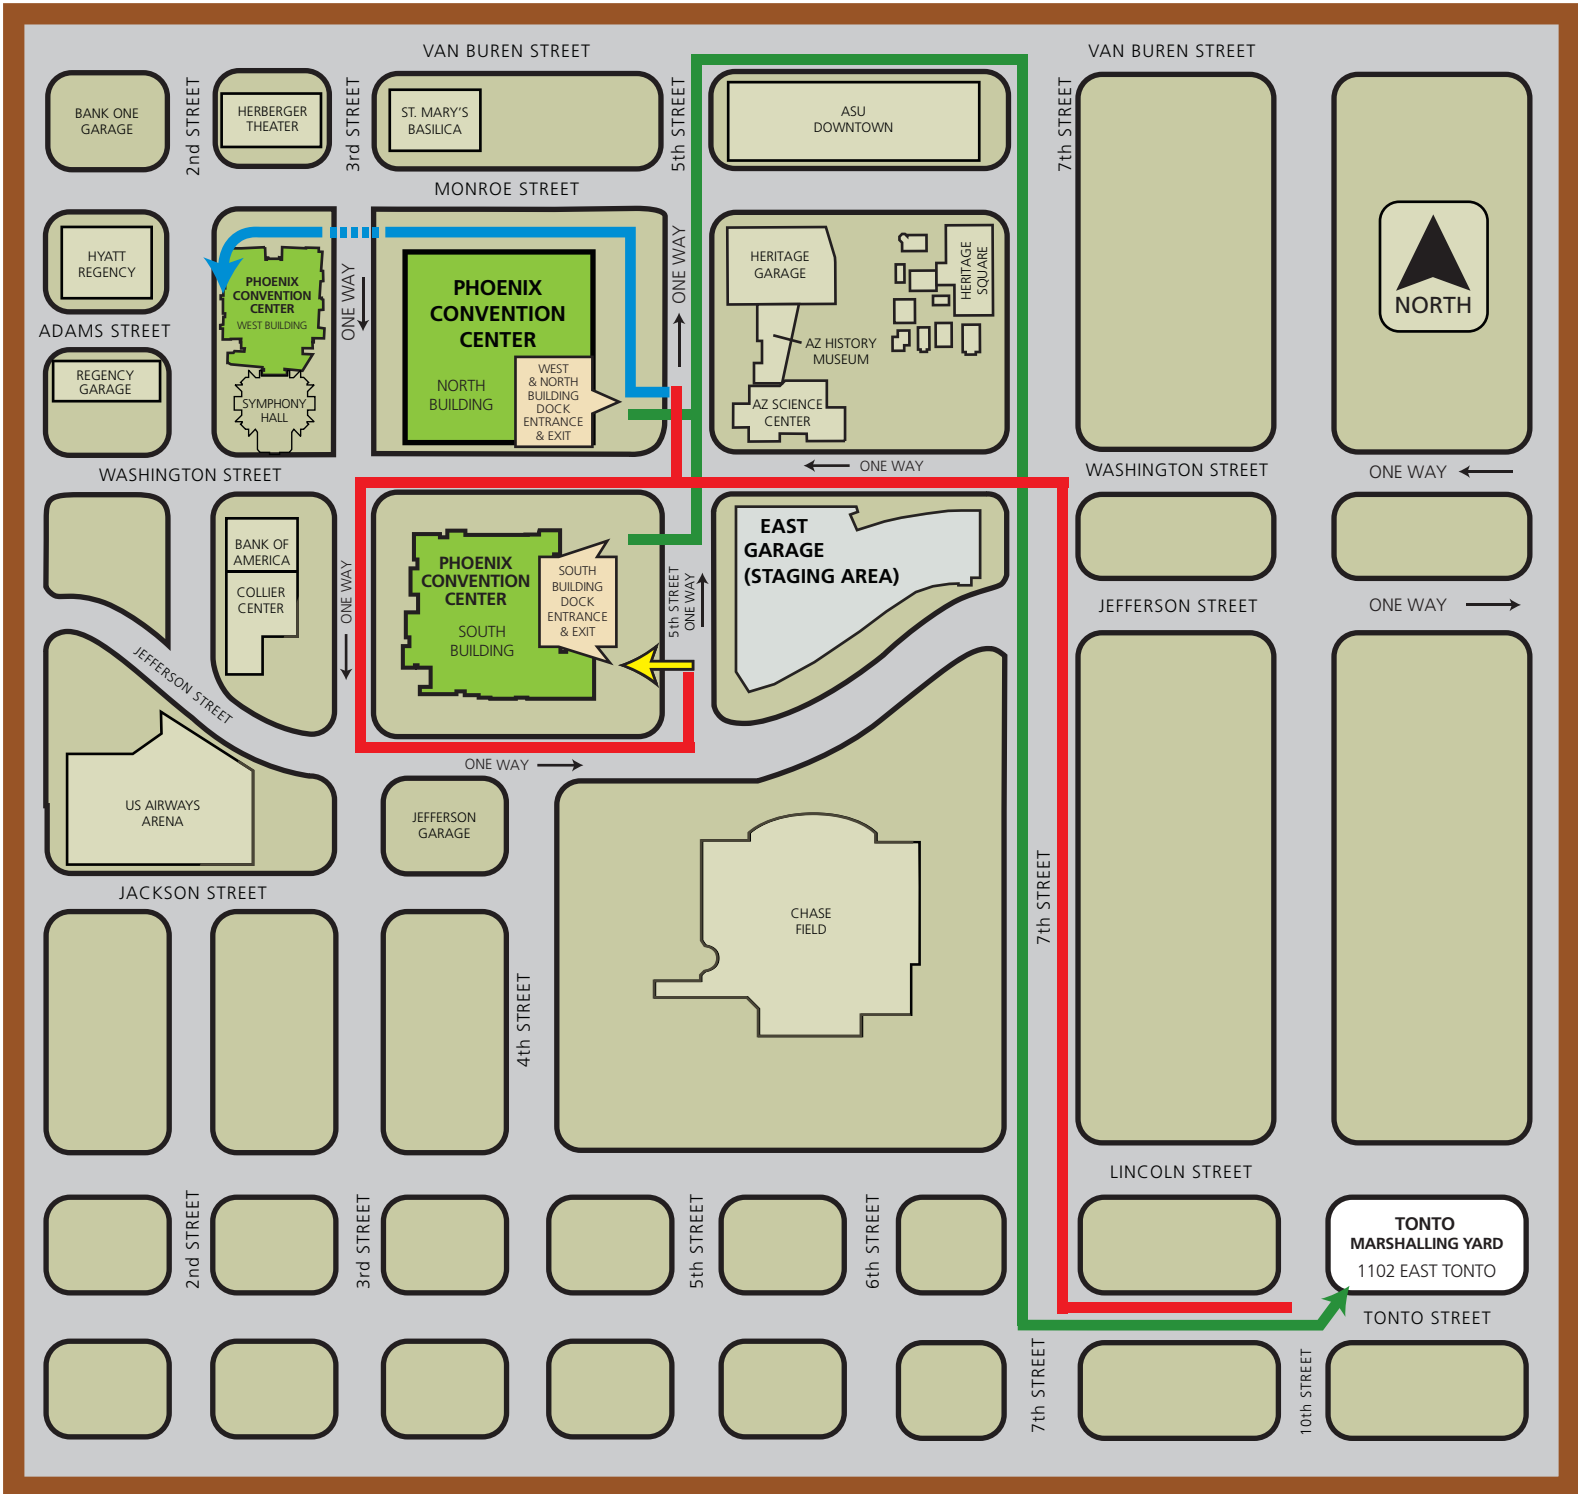 VAN BUREN STREET
VAN BUREN STREET
BANK ONE
GARAGE
2nd STREET
HERBERGER
THEATER
3rd STREET
ST. MARY'S
BASILICA
5th STREET
ASU
DOWNTOWN
7th STREET
MONROE STREET
HYATT
REGENCY
PHOENIX
CONVENTION
CENTER
WEST BUILDING
ONE WAY
PHOENIX
CONVENTION
CENTER
NORTH
BUILDING
WEST
& NORTH
BUILDING
DOCK
ENTRANCE
& EXIT
ONE WAY
HERITAGE
GARAGE
HERITAGE
SQUARE
AZ HISTORY
MUSEUM
AZ SCIENCE
CENTER
NORTH
ADAMS STREET
REGENCY
GARAGE
SYMPHONY
HALL
WASHINGTON STREET
ONE WAY
WASHINGTON STREET
ONE WAY
BANK OF
AMERICA
COLLIER
CENTER
ONE WAY
PHOENIX
CONVENTION
CENTER
SOUTH
BUILDING
SOUTH
BUILDING
DOCK
ENTRANCE
& EXIT
5th STREET
ONE WAY
EAST
GARAGE
(STAGING AREA)
JEFFERSON STREET
ONE WAY
JEFFERSON STREET
ONE WAY
US AIRWAYS
ARENA
JEFFERSON
GARAGE
JACKSON STREET
CHASE
FIELD
7th STREET
4th STREET
LINCOLN STREET
2nd STREET
3rd STREET
5th STREET
6th STREET
TONTO
MARSHALLING YARD
1102 EAST TONTO
TONTO STREET
7th STREET
10th STREET